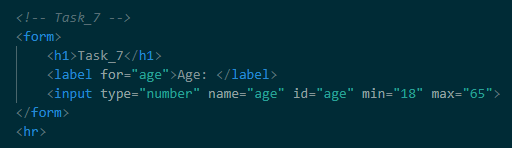 <!-- Task_7 -->
<form>
    <h1>Task_7</h1>
    <label for="age">Age: </label>
    <input type="number" name="age" id="age" min="18" max="65">
</form>
<hr>